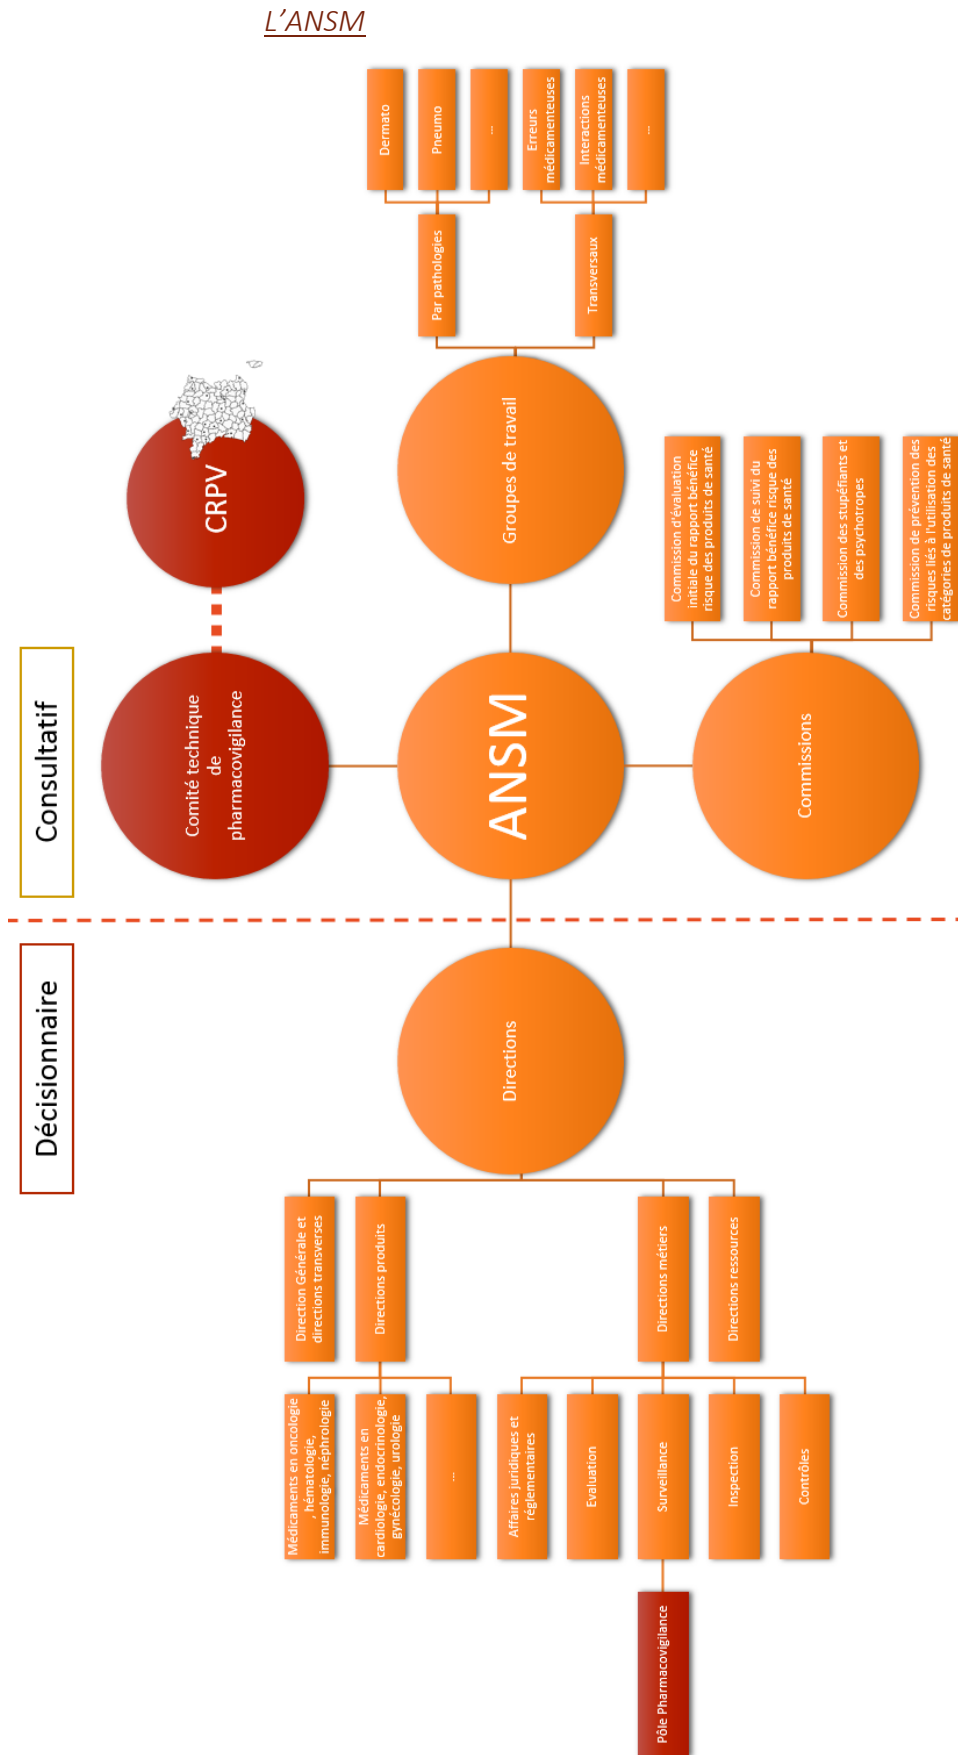 L'ANSM
Décisionnaire
Consultatif
Comité technique
de
pharmacovigilance
CRPV
ANSM
Directions
Groupes de travail
Par pathologies
Dermato
Pneumo
...
Transversaux
Erreurs
médicamenteuses
Interactions
médicamenteuses
...
Commissions
Commission d'évaluation
initiale du rapport bénéfice
risque des produits de santé
Commission de suivi du
rapport bénéfice risque des
produits de santé
Commission des stupéfiants et
des psychotropes
Commission de prévention des
risques liés à l'utilisation des
catégories de produits de santé
Direction Générale et
directions transverses
Directions produits
Médicaments en oncologie
, hématologie,
immunologie, néphrologie
Médicaments en
cardiologie, endocrinologie,
gynécologie, urologie
...
Directions métiers
Affaires juridiques et
réglementaires
Evaluation
Surveillance
Pôle Pharmacovigilance
Inspection
Contrôles
Directions ressources